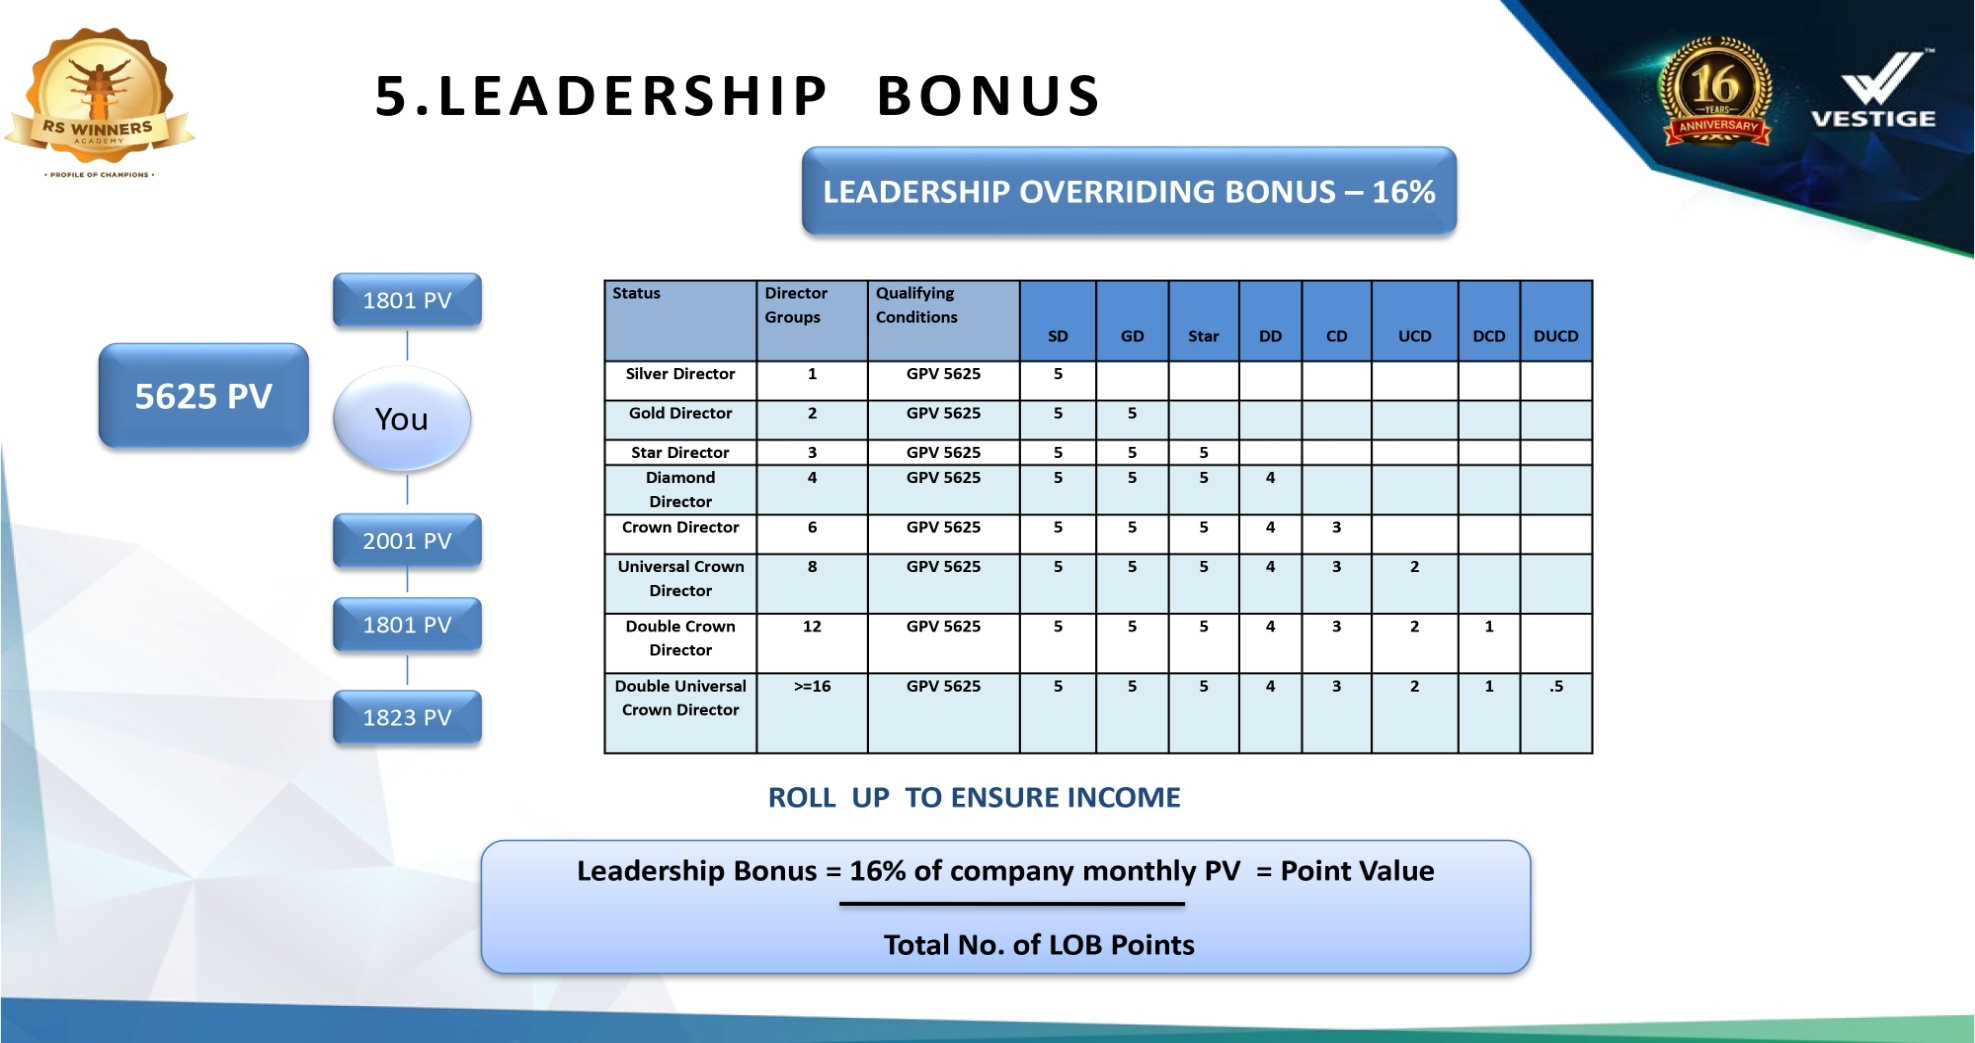 RS WINNERS
ACADEMY
• PROFILE OF CHAMPIONS •
5.LEADERSHIP BONUS
16
YEARS
ANNIVERSARY
VESTIGE™
LEADERSHIP OVERRIDING BONUS – 16%
1801 PV
5625 PV
You
2001 PV
1801 PV
1823 PV
Status Director Groups Qualifying Conditions SD GD Star DD CD UCD DCD DUCD
Silver Director 1 GPV 5625 5
Gold Director 2 GPV 5625 5 5
Star Director 3 GPV 5625 5 5 5
Diamond Director 4 GPV 5625 5 5 5 4
Crown Director 6 GPV 5625 5 5 5 4 3
Universal Crown Director 8 GPV 5625 5 5 5 4 3 2
Double Crown Director 12 GPV 5625 5 5 5 4 3 2 1
Double Universal Crown Director >=16 GPV 5625 5 5 5 4 3 2 1 .5
ROLL UP TO ENSURE INCOME
Leadership Bonus = 16% of company monthly PV = Point Value
Total No. of LOB Points